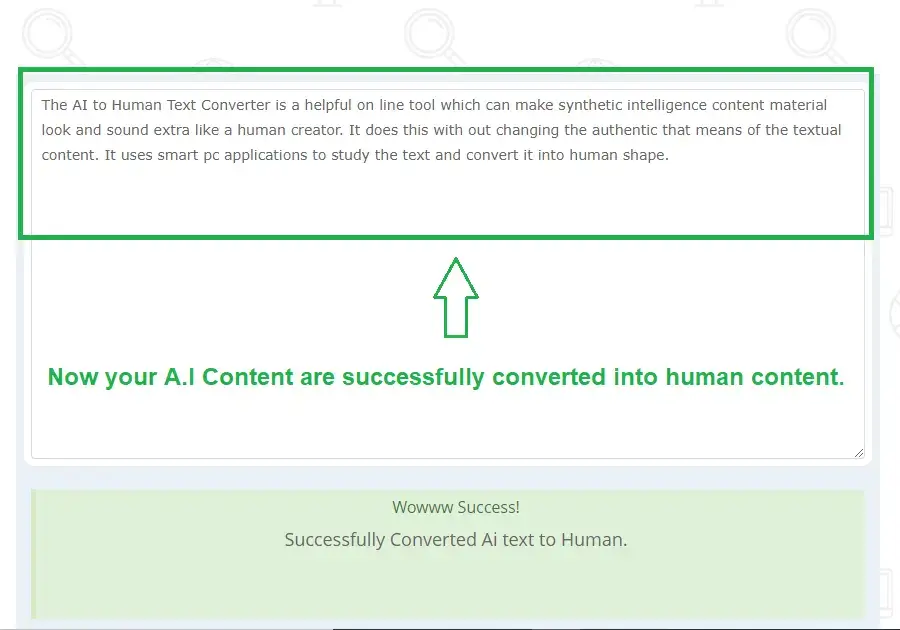 The AI to Human Text Converter is a helpful on line tool which can make synthetic intelligence content material
look and sound extra like a human creator. It does this with out changing the authentic that means of the textual
content. It uses smart pc applications to study the text and convert it into human shape.
Now your A.I Content are successfully converted into human content.
Wowww Success!
Successfully Converted Ai text to Human.